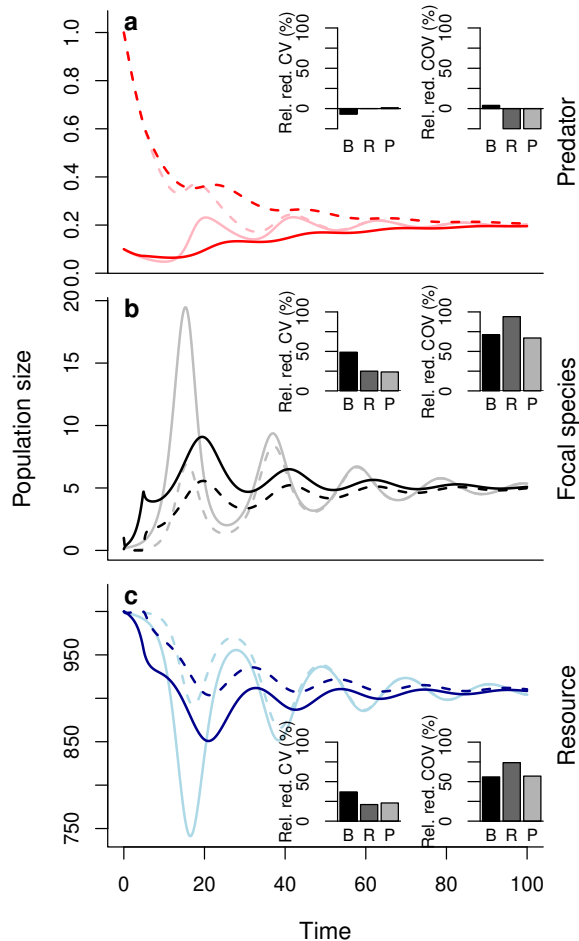 a
Rel. red. CV (%)
0 50 100
B R P
Rel. red. COV (%)
0 50 100
B R P
0.0 0.2 0.4 0.6 0.8 1.0
Predator
b
Rel. red. CV (%)
0 50 100
B R P
Rel. red. COV (%)
0 50 100
B R P
0 5 10 15 20
Population size
Focal species
c
750 850 950
Resource
Rel. red. CV (%)
0 50 100
B R P
Rel. red. COV (%)
0 50 100
B R P
0 20 40 60 80 100
Time